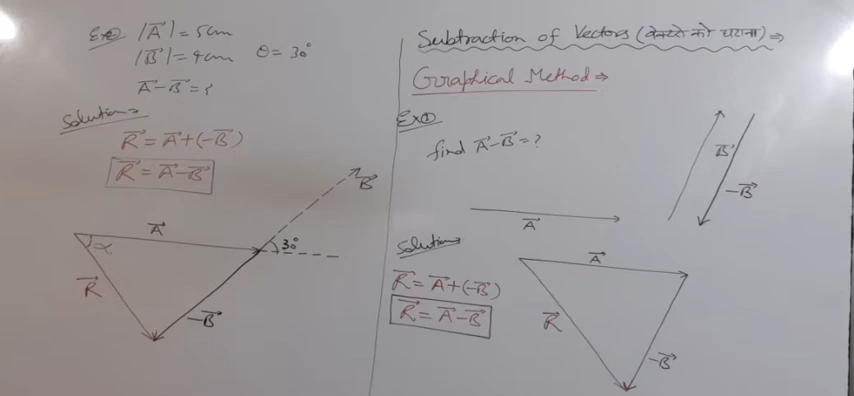 Ex② |A⃗| = 5cm
|B⃗| = 4cm θ = 30°
A⃗-B⃗ = ?
Solution⇒
R⃗ = A⃗+(-B⃗)
R⃗ = A⃗-B⃗
B⃗
A⃗
30°
α
R⃗
-B⃗
Subtraction of Vectors (वेक्टरों को घटाना)⇒
Graphical Method⇒
Ex①
find A⃗-B⃗ = ?
B⃗
-B⃗
A⃗
Solution⇒
A⃗
R⃗ = A⃗+(-B⃗)
R⃗ = A⃗-B⃗
R⃗
-B⃗